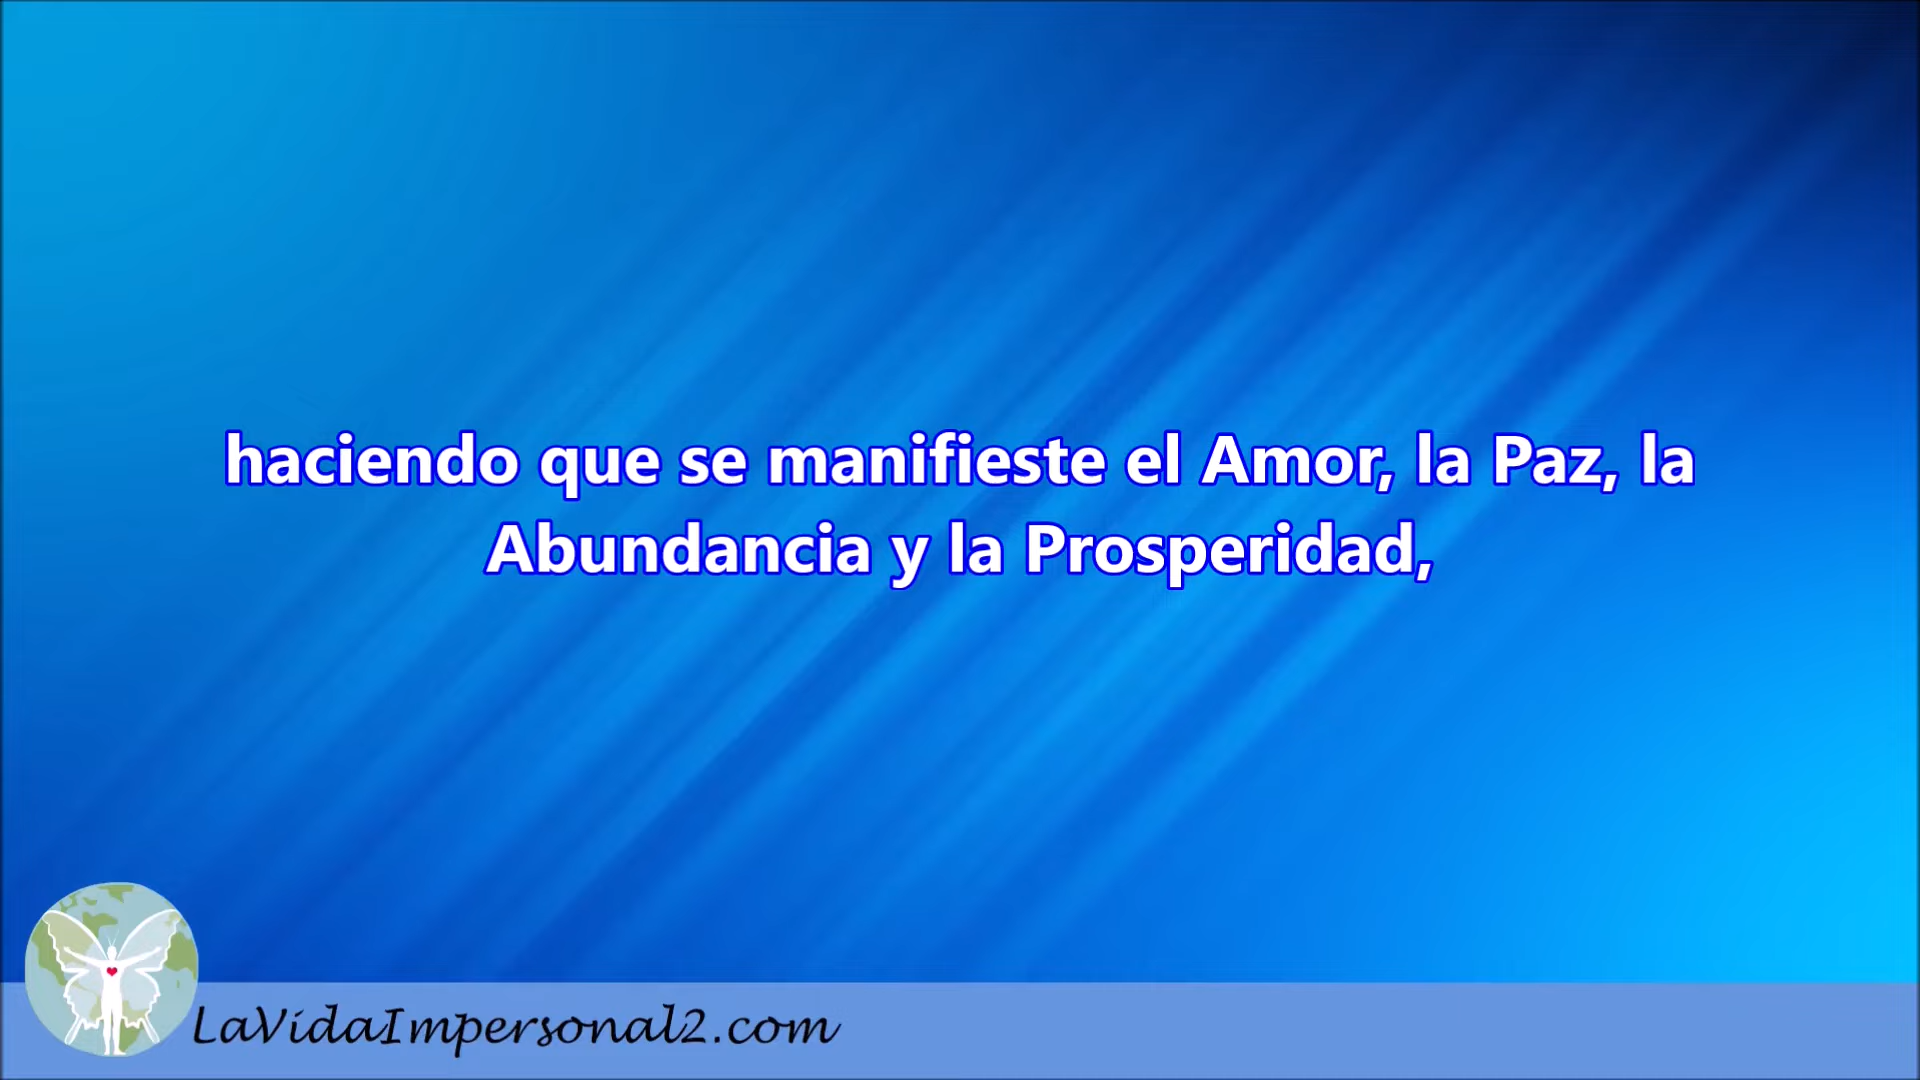 haciendo que se manifieste el Amor, la Paz, la
Abundancia y la Prosperidad,
LaVidaImpersonal2.com